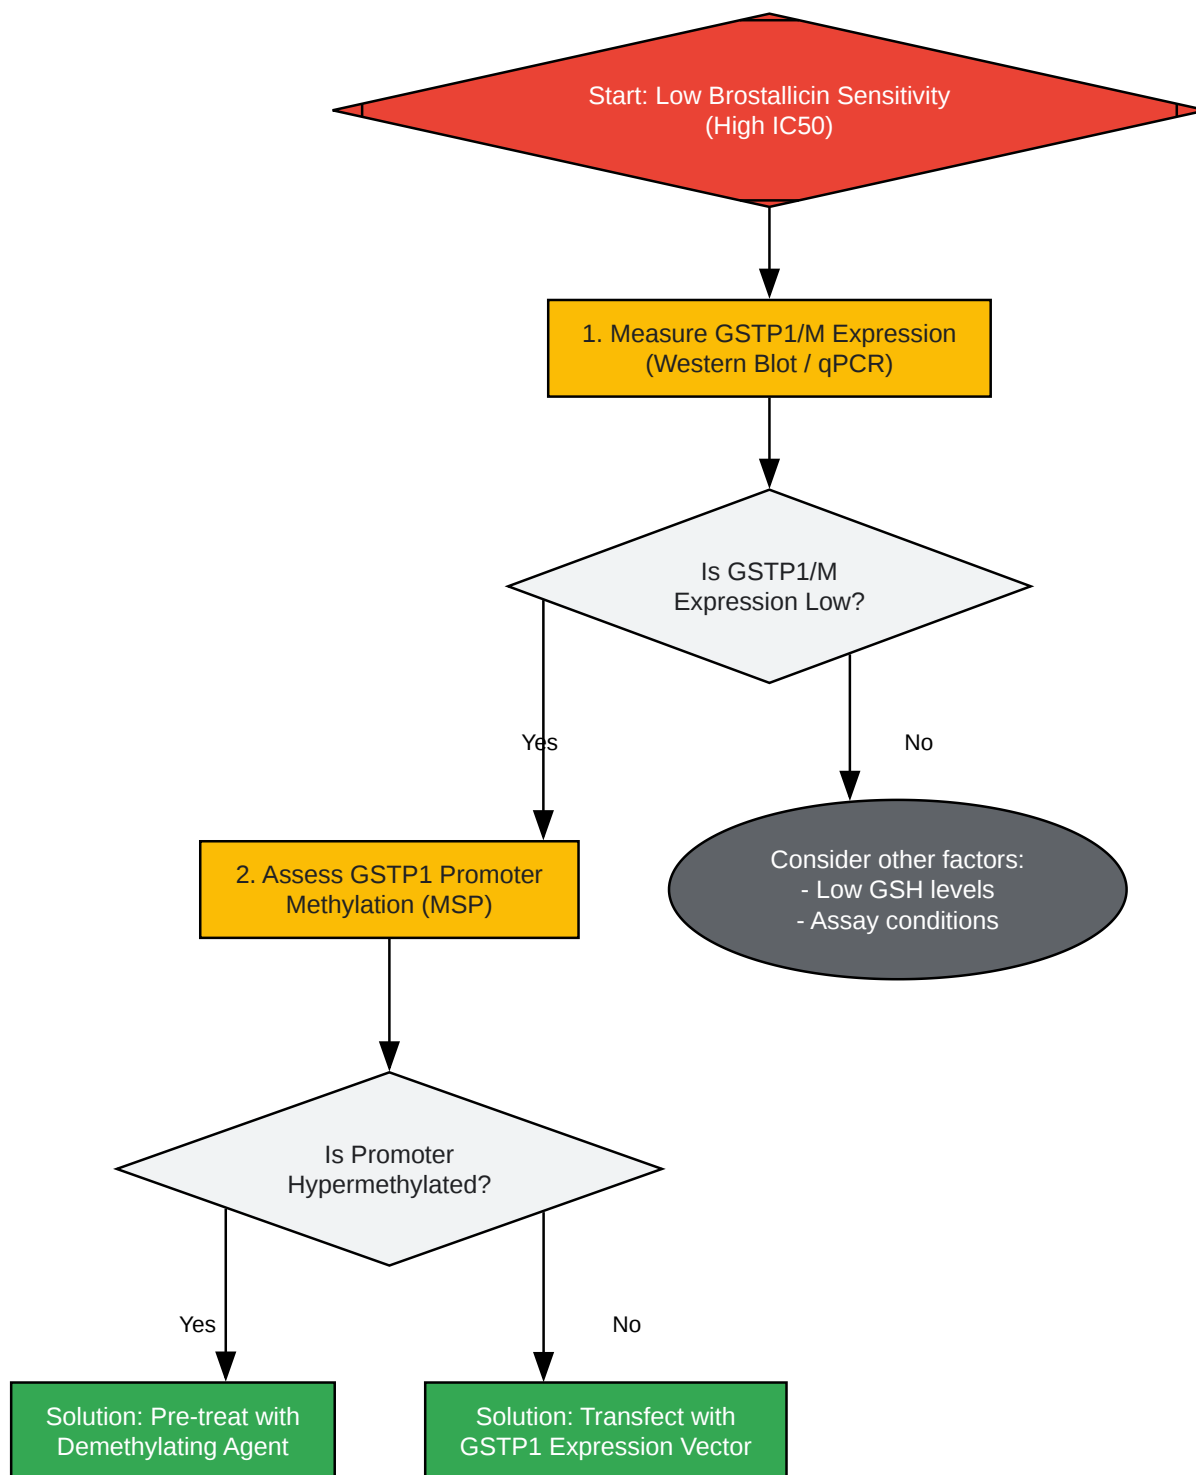 Start: Low Brostallicin Sensitivity
(High IC50)
1. Measure GSTP1/M Expression
(Western Blot / qPCR)
Is GSTP1/M
Expression Low?
Yes
No
2. Assess GSTP1 Promoter
Methylation (MSP)
Consider other factors:
- Low GSH levels
- Assay conditions
Is Promoter
Hypermethylated?
Yes
No
Solution: Pre-treat with
Demethylating Agent
Solution: Transfect with
GSTP1 Expression Vector